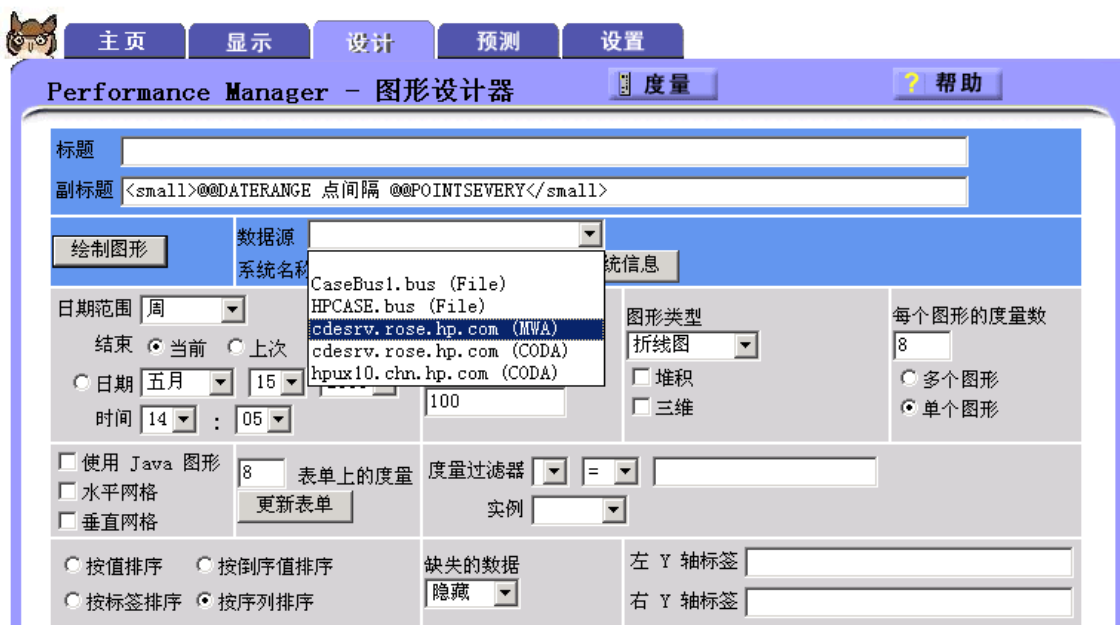 主页 显示 设计 预测 设置
Performance Manager - 图形设计器 度量 ? 帮助
标题
副标题 <small>@@DATERANGE 点间隔 @@POINTSEVERY</small>
绘制图形 数据源
系统名称 统信息
CaseBus1.bus (File)
HPCASE.bus (File)
cdesrv.rose.hp.com (MWA)
cdesrv.rose.hp.com (CODA)
hpux10.chn.hp.com (CODA)
日期范围 周
结束 当前 上次
日期 五月 15
时间 14 : 05
100
图形类型
折线图
堆积
三维
每个图形的度量数
8
多个图形
单个图形
使用 Java 图形
水平网格
垂直网格
8 表单上的度量
更新表单
度量过滤器 =
实例
按值排序 按倒序值排序
按标签排序 按序列排序
缺失的数据
隐藏
左 Y 轴标签
右 Y 轴标签